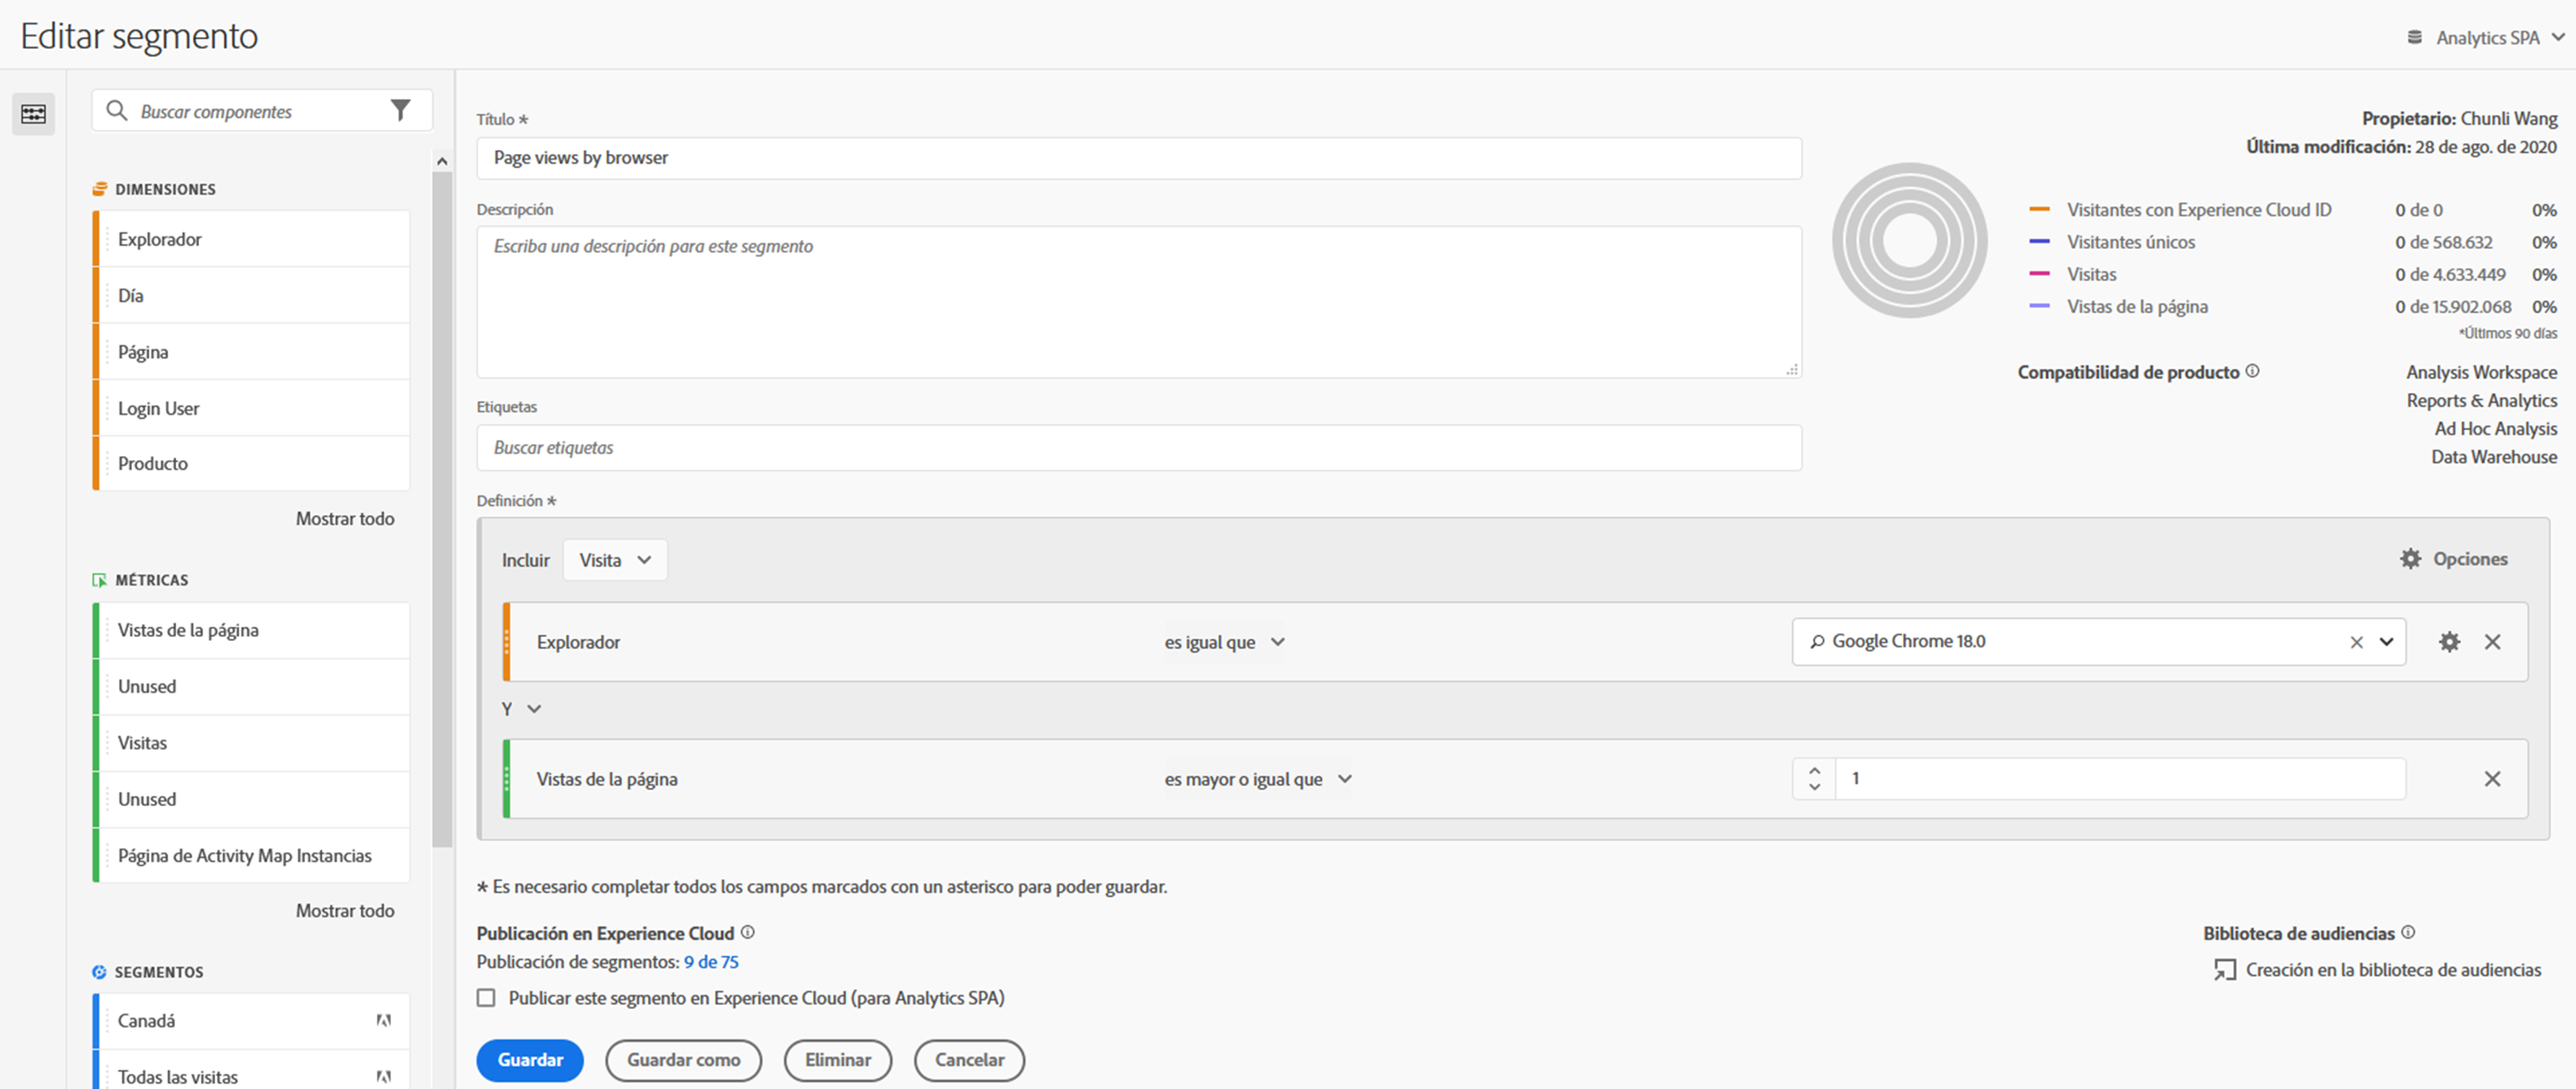 Editar segmento
Analytics SPA
Buscar componentes
DIMENSIONES
Explorador
Día
Página
Login User
Producto
Mostrar todo
MÉTRICAS
Vistas de la página
Unused
Visitas
Unused
Página de Activity Map Instancias
Mostrar todo
SEGMENTOS
Canadá
Todas las visitas
Título *
Page views by browser
Descripción
Escriba una descripción para este segmento
Etiquetas
Buscar etiquetas
Propietario: Chunli Wang
Última modificación: 28 de ago. de 2020
Visitantes con Experience Cloud ID 0 de 0 0%
Visitantes únicos 0 de 568.632 0%
Visitas 0 de 4.633.449 0%
Vistas de la página 0 de 15.902.068 0%
*Últimos 90 días
Compatibilidad de producto Analysis Workspace
Reports & Analytics
Ad Hoc Analysis
Data Warehouse
Definición *
Incluir Visita Opciones
Explorador es igual que Google Chrome 18.0
Y
Vistas de la página es mayor o igual que 1
* Es necesario completar todos los campos marcados con un asterisco para poder guardar.
Publicación en Experience Cloud
Publicación de segmentos: 9 de 75
Publicar este segmento en Experience Cloud (para Analytics SPA)
Biblioteca de audiencias
Creación en la biblioteca de audiencias
Guardar Guardar como Eliminar Cancelar